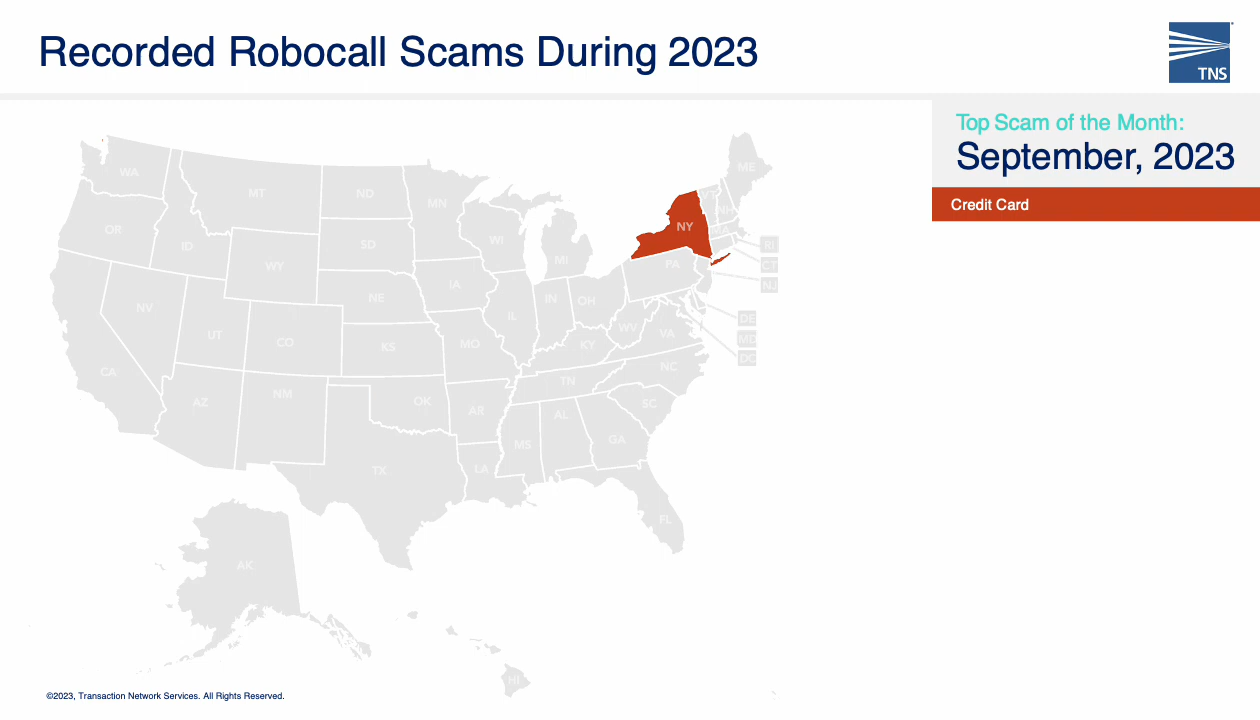 Recorded Robocall Scams During 2023
TNS
Top Scam of the Month:
September, 2023
Credit Card
WA
MT
ND
MN
ME
VT
NH
OR
ID
SD
WI
NY
MA
WY
MI
RI
CT
PA
NJ
NE
IA
NV
IL
IN
OH
DE
UT
CO
KS
MO
KY
WV
VA
MD
DC
CA
AZ
NM
OK
AR
TN
NC
SC
MS
AL
GA
TX
LA
FL
AK
HI
©2023, Transaction Network Services. All Rights Reserved.